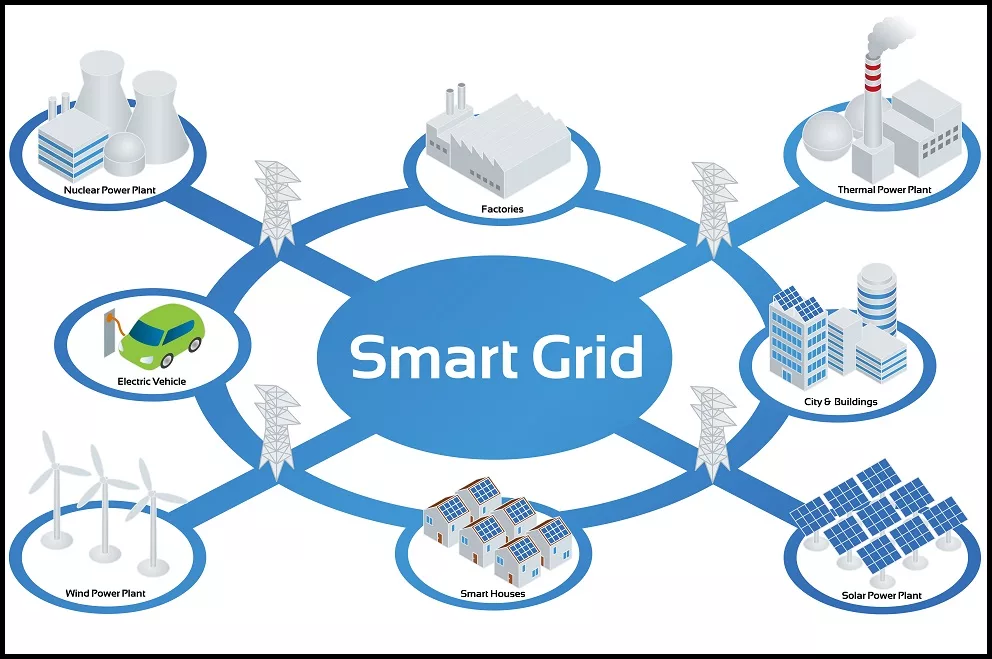 Nuclear Power Plant
Factories
Thermal Power Plant
Smart Grid
Electric Vehicle
City & Buildings
Wind Power Plant
Smart Houses
Solar Power Plant